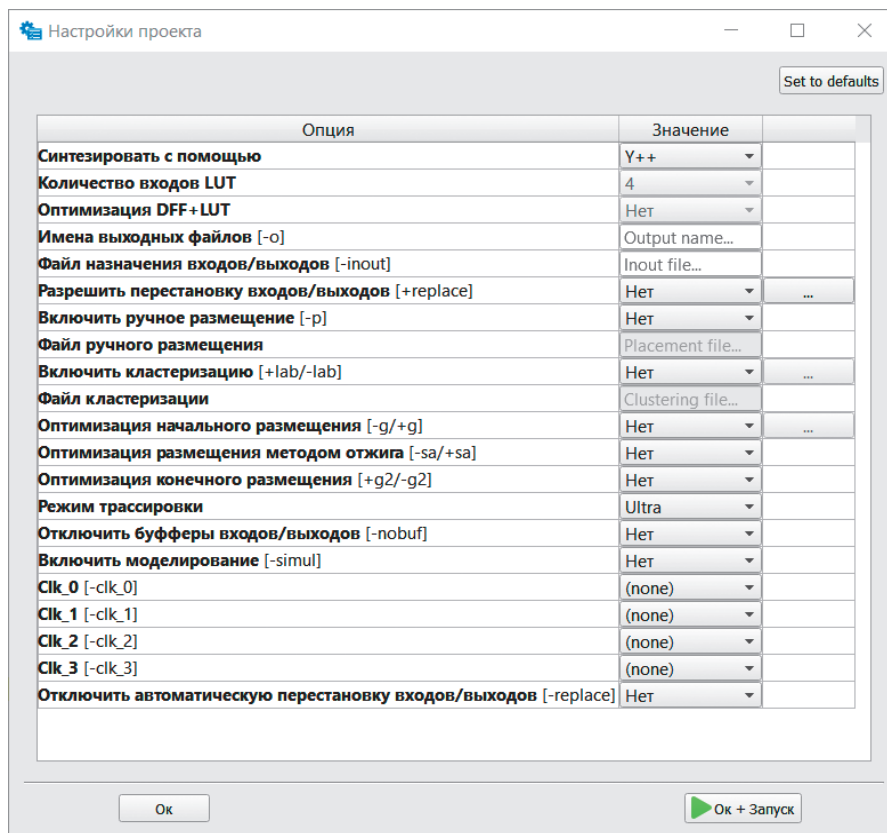 Настройки проекта
Set to defaults
Опция Значение
Синтезировать с помощью Y++
Количество входов LUT 4
Оптимизация DFF+LUT Нет
Имена выходных файлов [-o] Output name...
Файл назначения входов/выходов [-inout] Inout file...
Разрешить перестановку входов/выходов [+replace] Нет ...
Включить ручное размещение [-p] Нет
Файл ручного размещения Placement file...
Включить кластеризацию [+lab/-lab] Нет ...
Файл кластеризации Clustering file...
Оптимизация начального размещения [-g/+g] Нет ...
Оптимизация размещения методом отжига [-sa/+sa] Нет
Оптимизация конечного размещения [+g2/-g2] Нет
Режим трассировки Ultra
Отключить буфферы входов/выходов [-nobuf] Нет
Включить моделирование [-simul] Нет
Clk_0 [-clk_0] (none)
Clk_1 [-clk_1] (none)
Clk_2 [-clk_2] (none)
Clk_3 [-clk_3] (none)
Отключить автоматическую перестановку входов/выходов [-replace] Нет
Ок Ок + Запуск